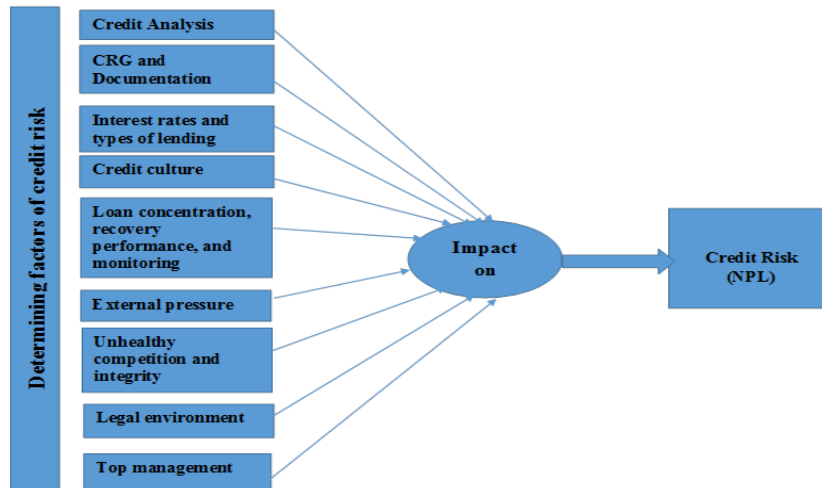 Determining factors of credit risk
Credit Analysis
CRG and
Documentation
Interest rates and
types of lending
Credit culture
Loan concentration,
recovery
performance, and
monitoring
External pressure
Unhealthy
competition and
integrity
Legal environment
Top management
Impact
on
Credit Risk
(NPL)